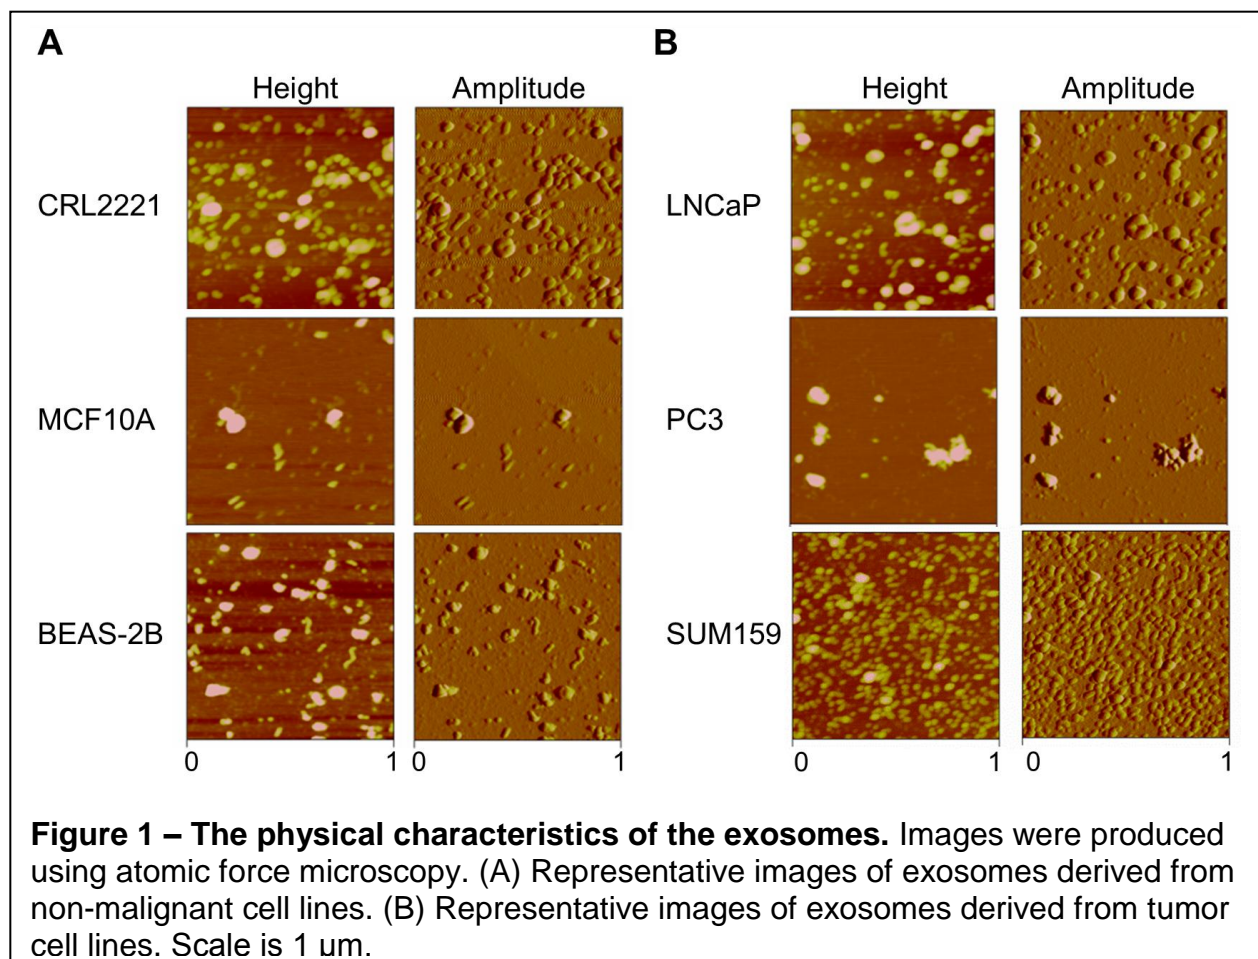 A
B
Height Amplitude
Height Amplitude
CRL2221
LNCaP
MCF10A
PC3
BEAS-2B
SUM159
0 1 0 1
0 1 0 1
Figure 1 – The physical characteristics of the exosomes. Images were produced
using atomic force microscopy. (A) Representative images of exosomes derived from
non-malignant cell lines. (B) Representative images of exosomes derived from tumor
cell lines. Scale is 1 µm.